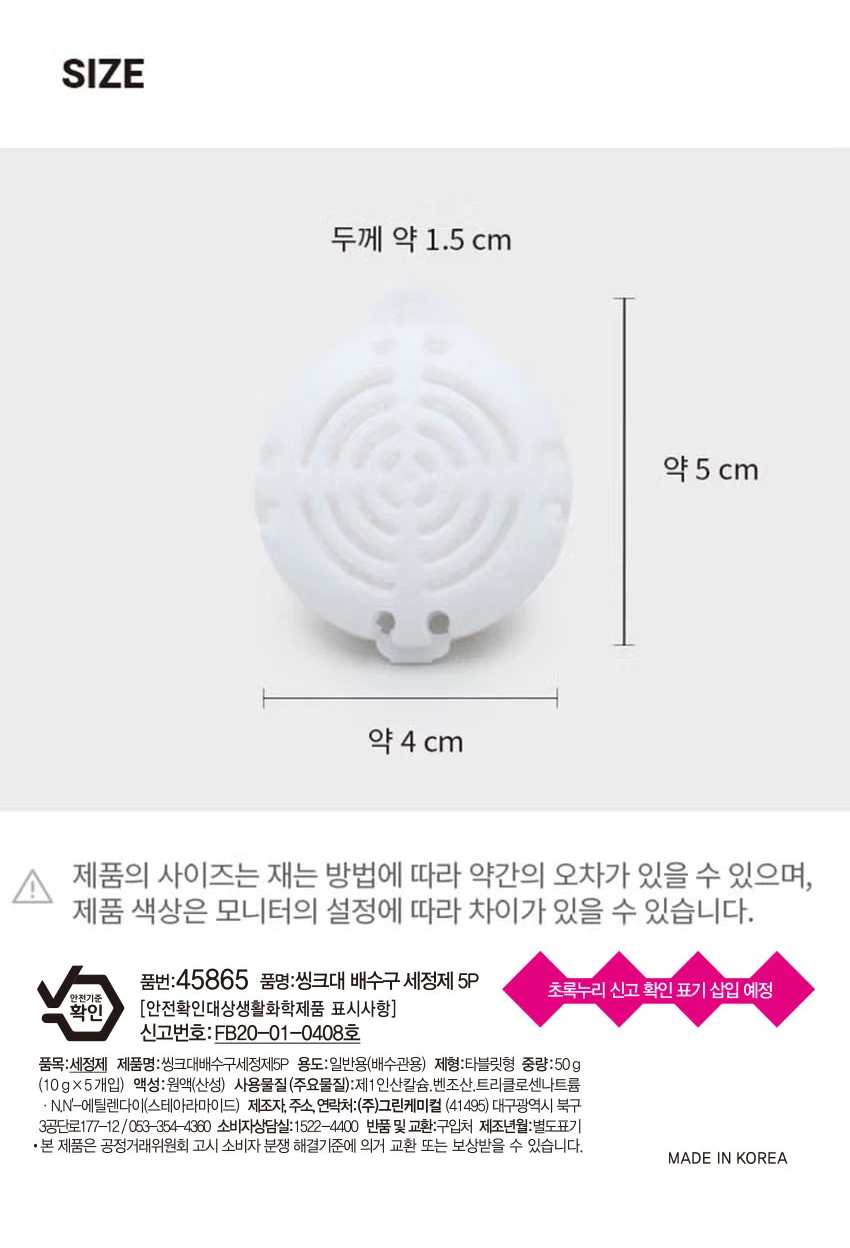 SIZE
두께 약 1.5 cm
약 5 cm
약 4 cm
제품의 사이즈는 재는 방법에 따라 약간의 오차가 있을 수 있으며,
제품 색상은 모니터의 설정에 따라 차이가 있을 수 있습니다.
안전기준
확인
품번:45865 품명:씽크대 배수구 세정제 5P
[안전확인대상생활화학제품 표시사항]
신고번호: FB20-01-0408호
초록누리 신고 확인 표기 삽입 예정
품목:세정제 제품명:씽크대배수구세정제5P 용도:일반용(배수관용) 제형:타블릿형 중량:50g
(10g×5개입) 액성:원액(산성) 사용물질(주요물질):제1인산칼슘.벤조산.트리클로센나트륨
· N,N'-에틸렌다이(스테아라마이드) 제조자, 주소, 연락처:(주)그린케미컬 (41495) 대구광역시 북구
3공단로177-12 / 053-354-4360 소비자상담실:1522-4400 반품 및 교환:구입처 제조년월:별도표기
• 본 제품은 공정거래위원회 고시 소비자 분쟁 해결기준에 의거 교환 또는 보상받을 수 있습니다.
MADE IN KOREA